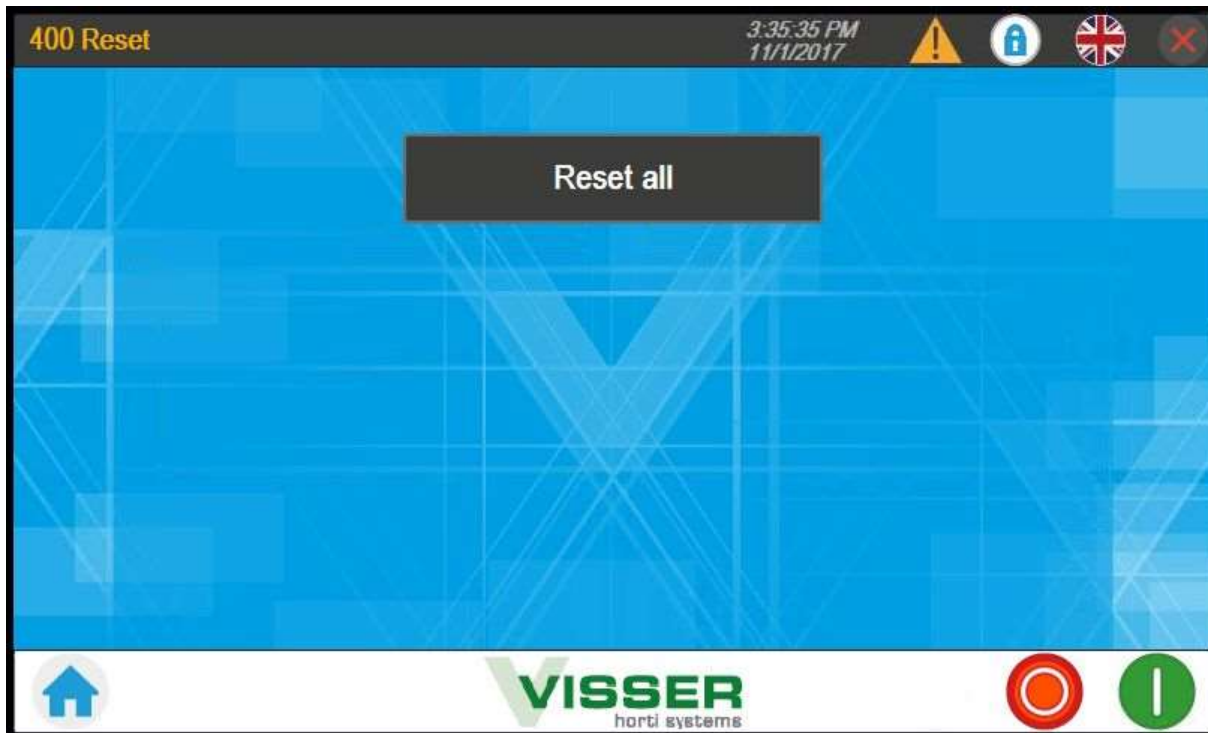 400 Reset
3:35:35 PM
11/1/2017
Reset all
VISSER
horti systems